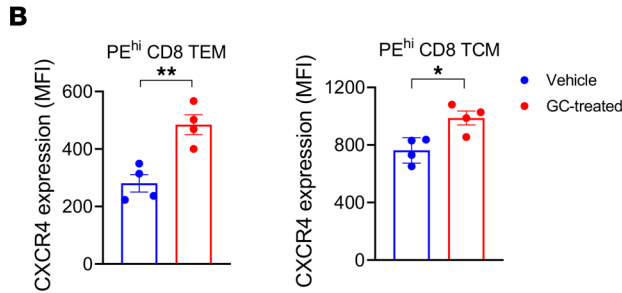 B
PEhi CD8 TEM
**
CXCR4 expression (MFI)
600
400
200
0
PEhi CD8 TCM
*
CXCR4 expression (MFI)
1200
800
400
0
Vehicle
GC-treated